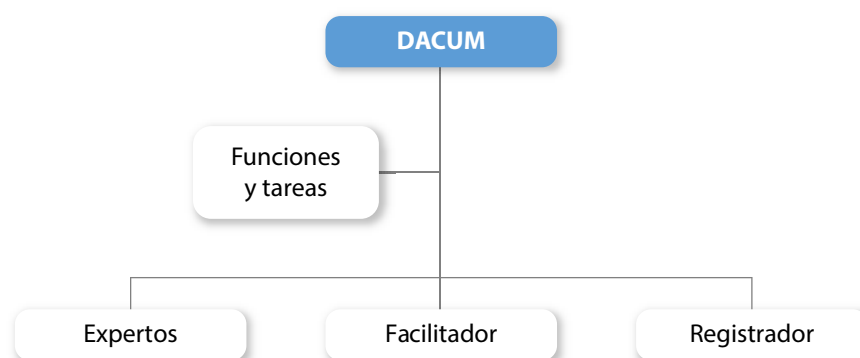 DACUM
Funciones
y tareas
Expertos
Facilitador
Registrador